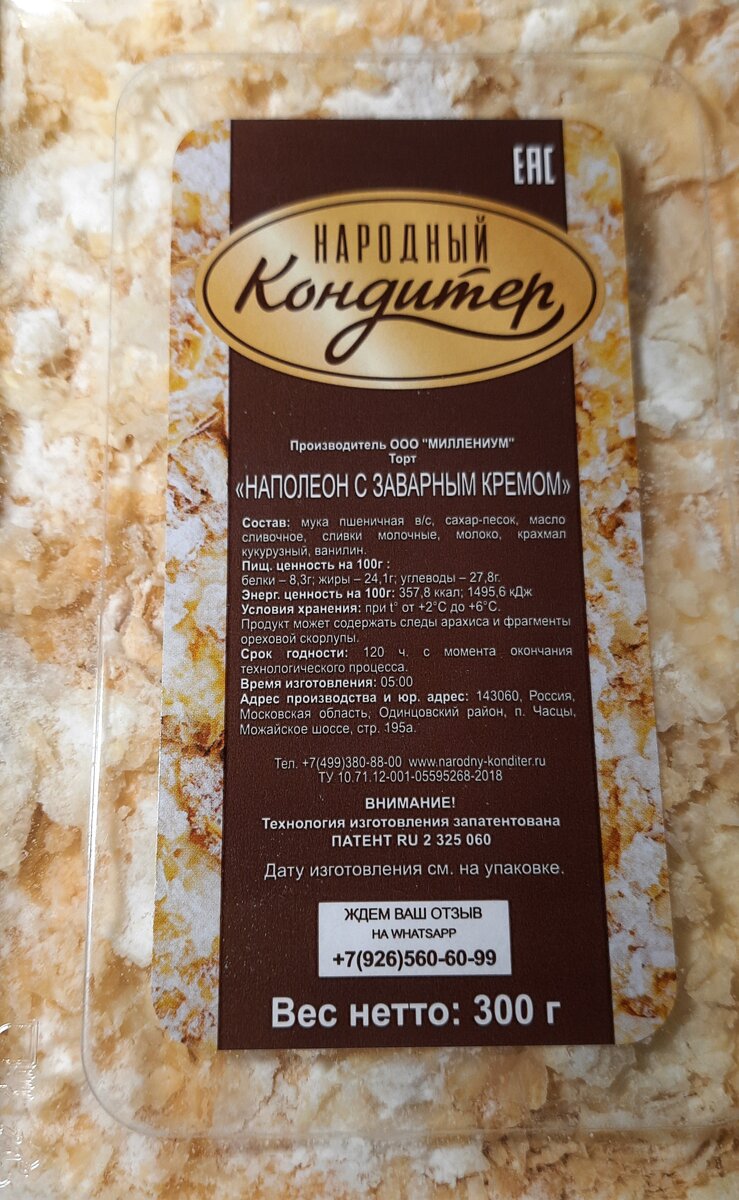 ЕАС
НАРОДНЫЙ
Кондитер
Производитель ООО "МИЛЛЕНИУМ"
Торт
«НАПОЛЕОН С ЗАВАРНЫМ КРЕМОМ»
Состав: мука пшеничная в/с, сахар-песок, масло
сливочное, сливки молочные, молоко, крахмал
кукурузный, ванилин.
Пищ. ценность на 100г :
белки – 8,3г; жиры – 24,1г; углеводы – 27,8г.
Энерг. ценность на 100г: 357,8 ккал; 1495,6 кДж
Условия хранения: при t° от +2°С до +6°С.
Продукт может содержать следы арахиса и фрагменты
ореховой скорлупы.
Срок годности: 120 ч. с момента окончания
технологического процесса.
Время изготовления: 05:00
Адрес производства и юр. адрес: 143060, Россия,
Московская область, Одинцовский район, п. Часцы,
Можайское шоссе, стр. 195а.
Тел. +7(499)380-88-00 www.narodny-konditer.ru
ТУ 10.71.12-001-05595268-2018
ВНИМАНИЕ!
Технология изготовления запатентована
ПАТЕНТ RU 2 325 060
Дату изготовления см. на упаковке.
ЖДЕМ ВАШ ОТЗЫВ
НА WHATSAPP
+7(926)560-60-99
Вес нетто: 300 г